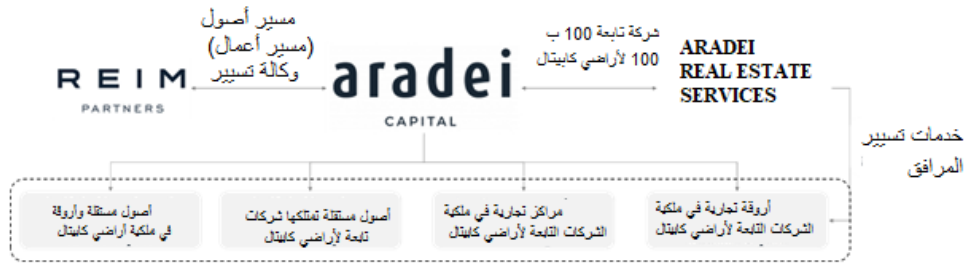 مسير أصول
(مسير أعمال)
وكالة تسيير
شركة تابعة 100 ب
100 لأراضي كابيتال
ARADEI
REAL ESTATE
SERVICES
aradei
CAPITAL
REIM
PARTNERS
خدمات تسيير
المرافق
أروقة تجارية في ملكية
الشركات التابعة لأراضي كابيتال
مراكز تجارية في ملكية
الشركات التابعة لأراضي كابيتال
أصول مستقلة تمتلكها شركات
تابعة لأراضي كابيتال
أصول مستقلة وأروقة
في ملكية أراضي كابيتال